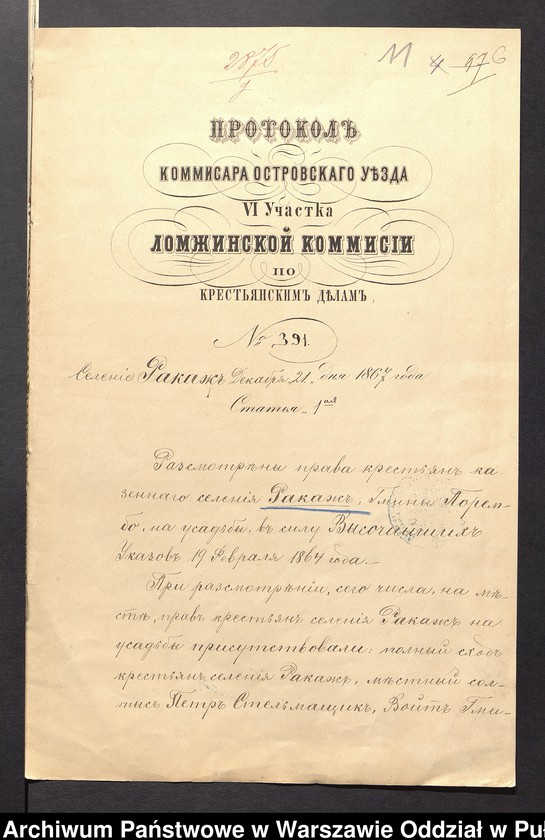 2875
M 4 97 6
ПРОТОКОЛЪ
КОММИСАРА ОСТРОВСКАГО УѢЗДА
VI Участка
ЛОМЖИНСКОЙ КОММИСІИ
ПО
КРЕСТЬЯНСКИМЪ ДѢЛАМЪ,
№ 391.
Селеніе Ракажъ Декабря 21. дня 1867 года
Статья 1ая
Разсмотрѣны права крестьянъ ка-
зеннаго селенія Ракажъ, Гмины Порем-
бо, на усадьбы, въ силу Высочайшихъ
Указовъ 19 Февраля 1864 года.–
При разсмотрѣніи, сего числа, на мѣ-
стѣ, правъ крестьянъ селенія Ракажъ на
усадьбы присутствовали: полный сходъ
крестьянъ селенія Ракажъ, мѣстный сол-
тысъ Петръ Стельмащикъ, Войтъ Гми-
Archiwum Państwowe w Warszawie Oddział w Pu